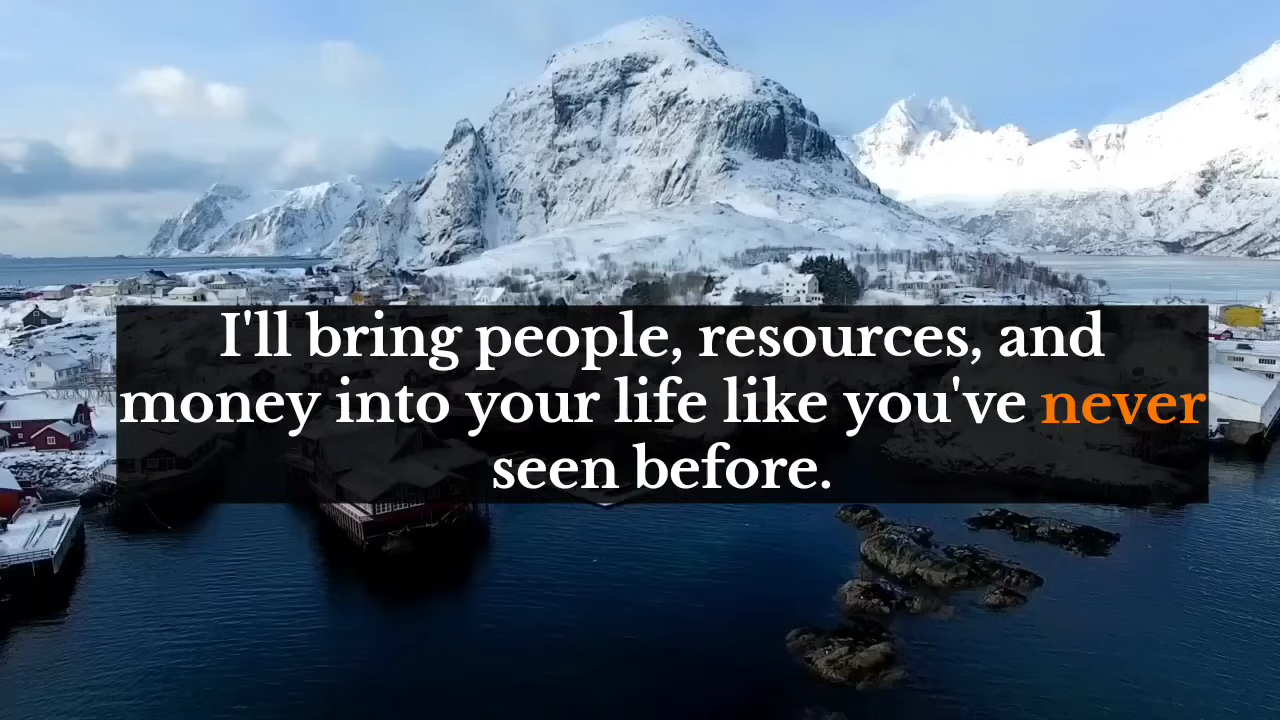 I'll bring people, resources, and
money into your life like you've never
seen before.